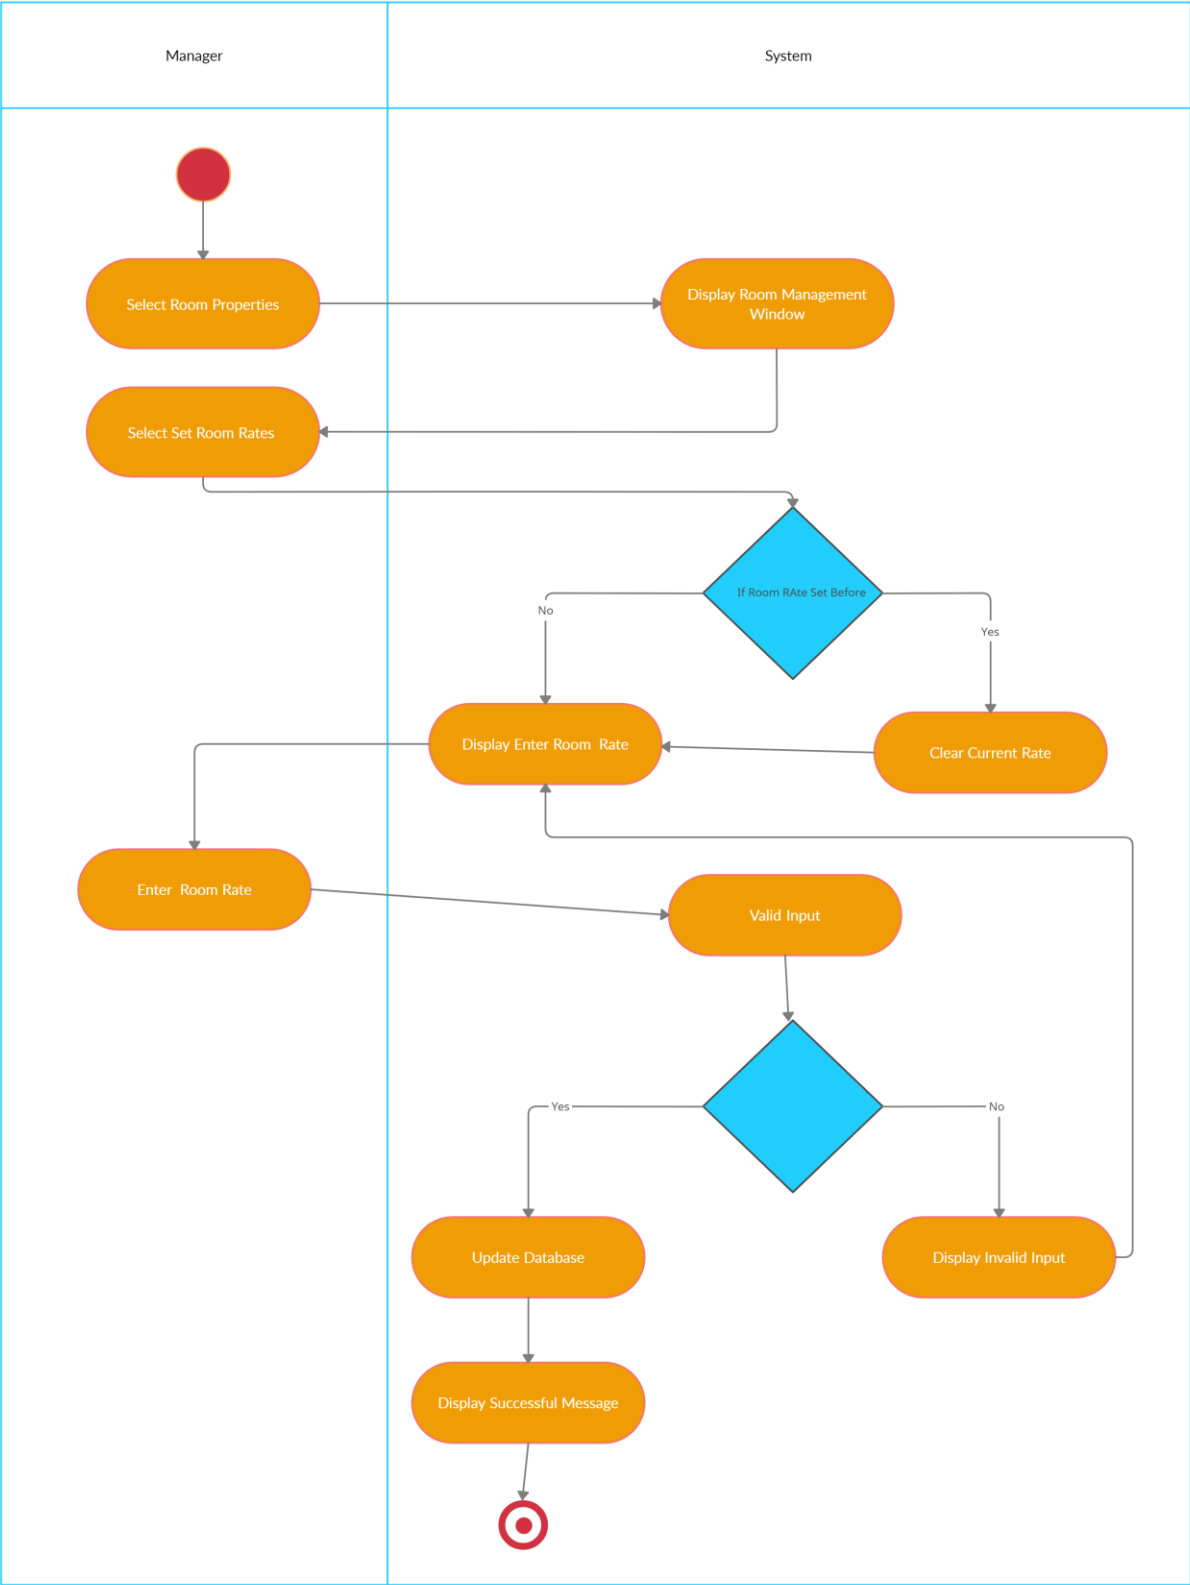 Manager
System
Select Room Properties
Display Room Management
Window
Select Set Room Rates
If Room RAte Set Before
No
Yes
Display Enter Room  Rate
Clear Current Rate
Enter  Room Rate
Valid Input
Yes
No
Update Database
Display Invalid Input
Display Successful Message